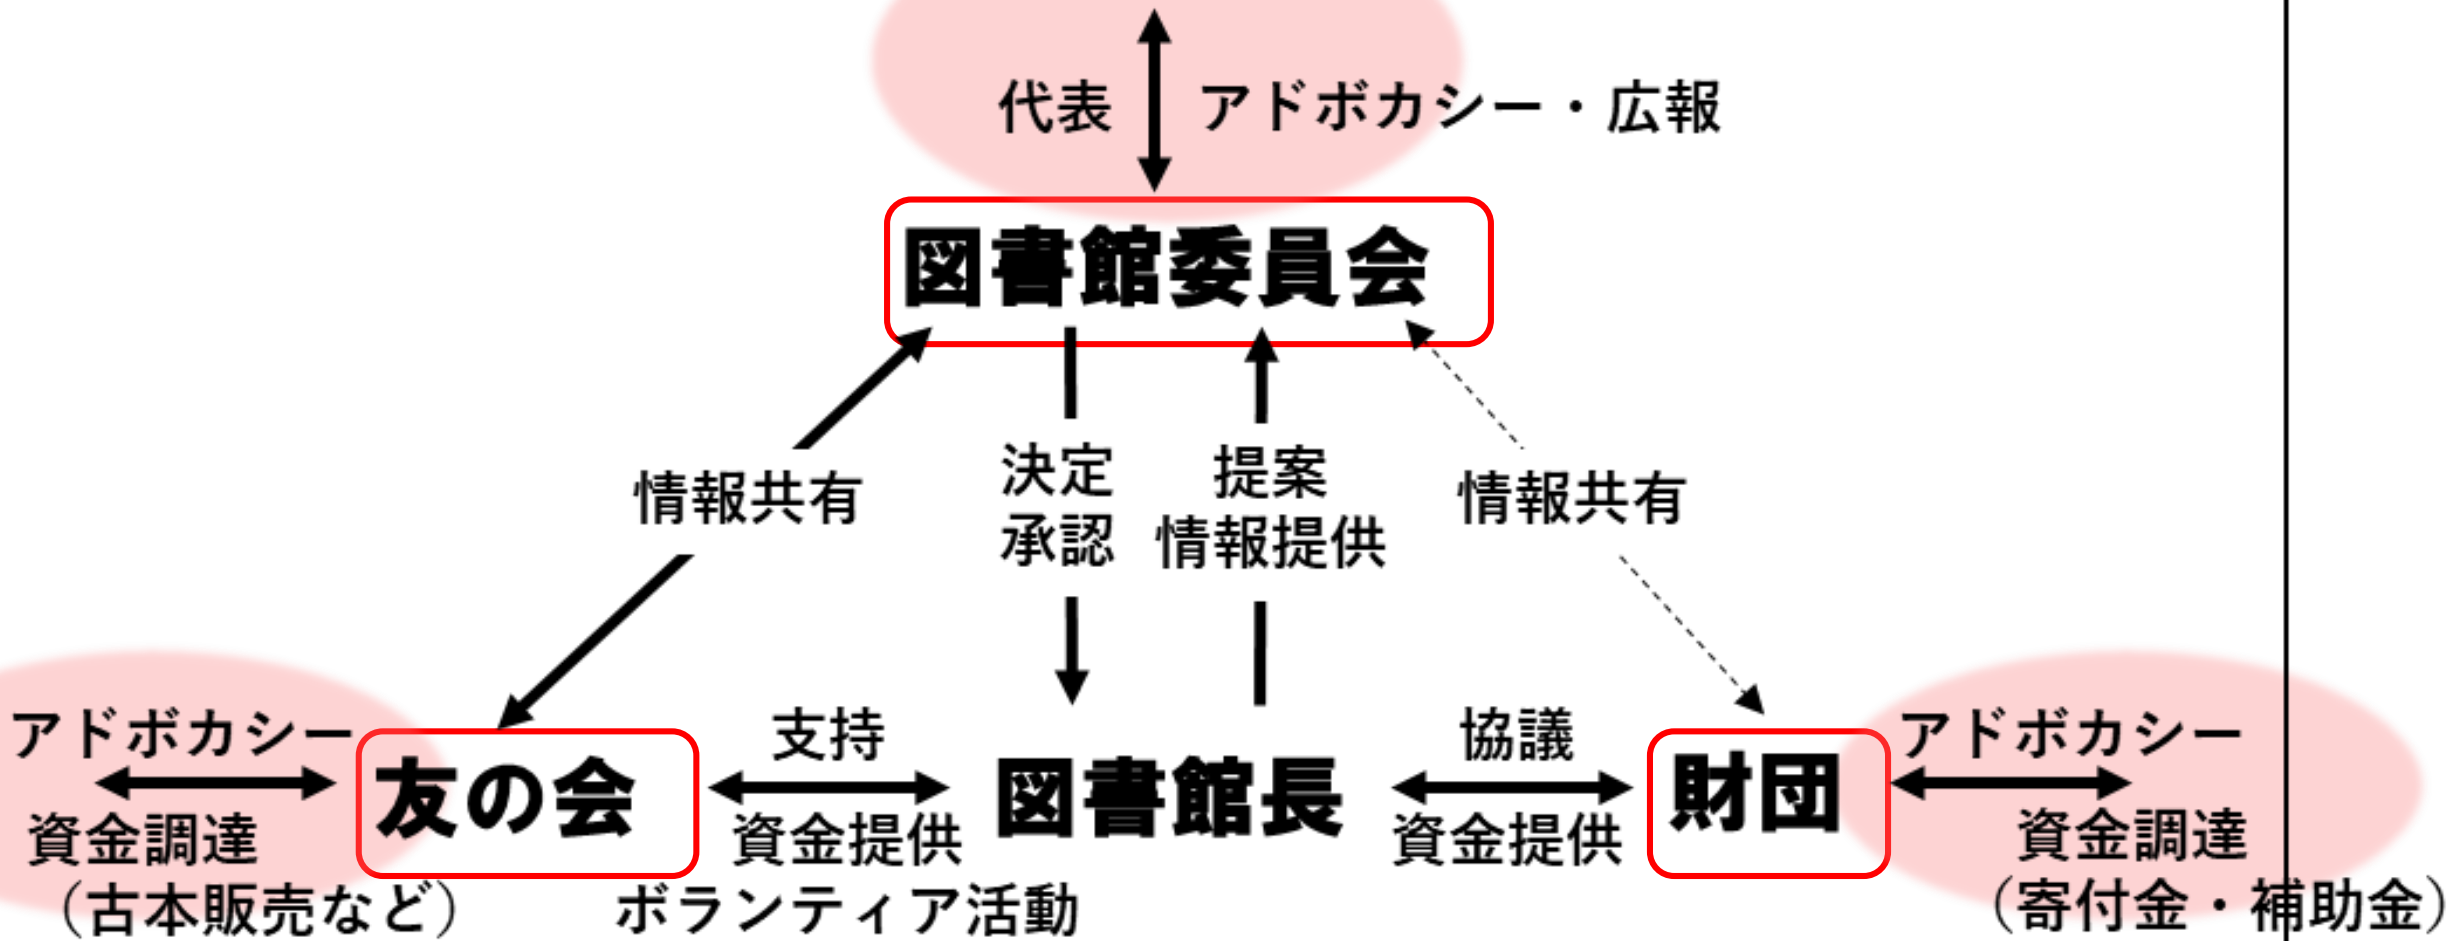 代表 アドボカシー・広報
図書館委員会
情報共有
決定
承認
提案
情報提供
情報共有
アドボカシー
資金調達
（古本販売など）
友の会
支持
資金提供
ボランティア活動
図書館長
協議
資金提供
財団
アドボカシー
資金調達
（寄付金・補助金）